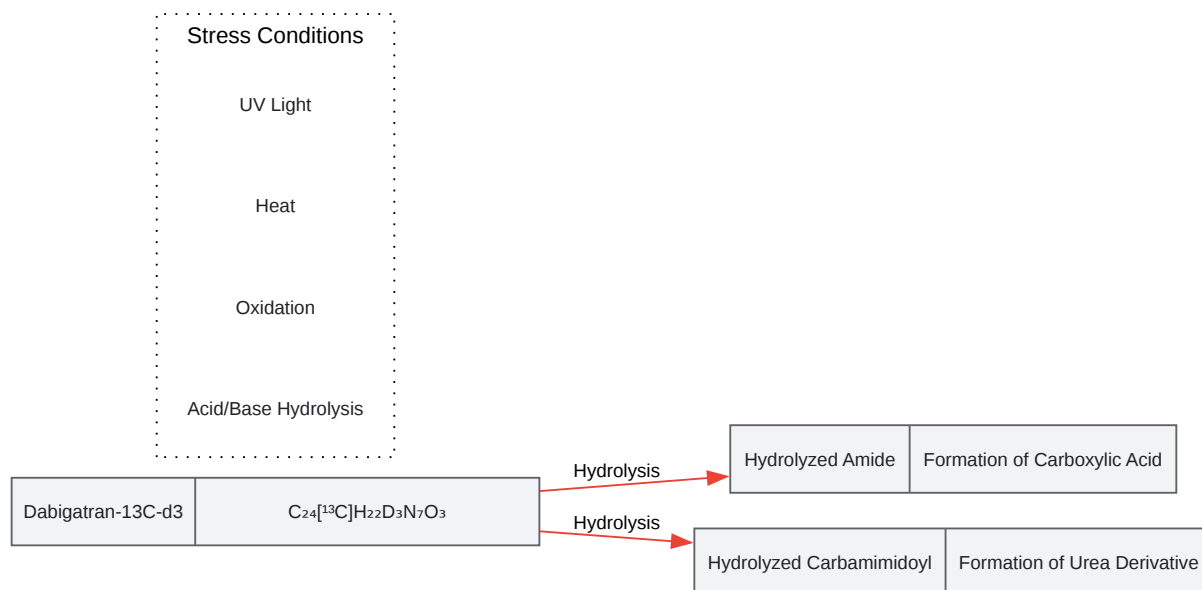 Stress Conditions
UV Light
Heat
Oxidation
Acid/Base Hydrolysis
Dabigatran-13C-d3
C₂₄[¹³C]H₂₂D₃N₇O₃
Hydrolysis
Hydrolyzed Amide
Formation of Carboxylic Acid
Hydrolysis
Hydrolyzed Carbamimidoyl
Formation of Urea Derivative